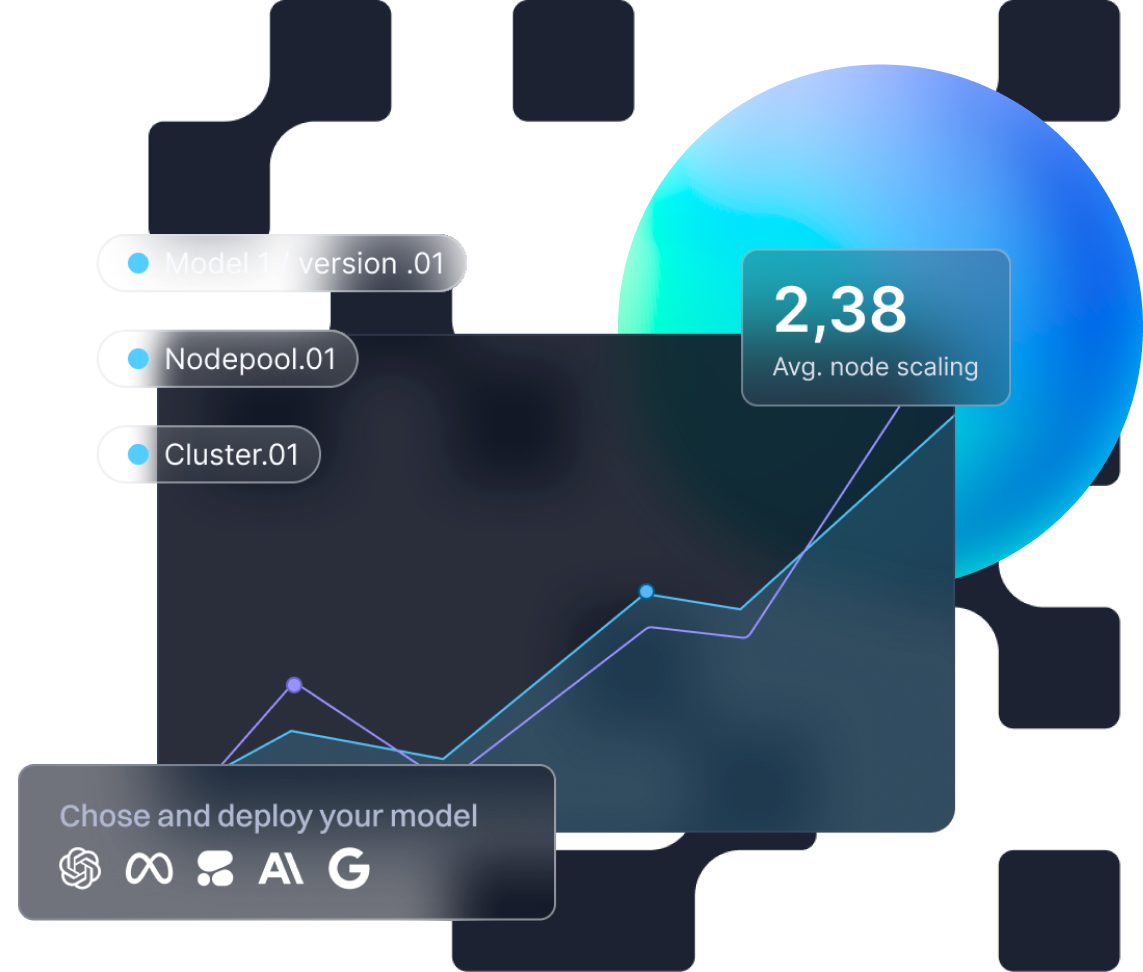 Model 1 / version .01
Nodepool.01
Cluster.01
2,38
Avg. node scaling
Chose and deploy your model